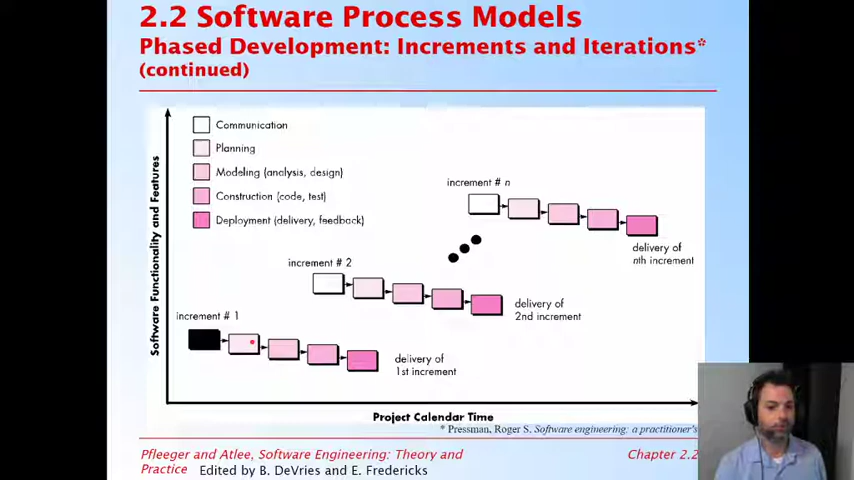 2.2 Software Process Models
Phased Development: Increments and Iterations*
(continued)
Communication
Planning
Modeling (analysis, design)
Construction (code, test)
Deployment (delivery, feedback)
Software Functionality and Features
increment # n
delivery of
nth increment
increment # 2
delivery of
2nd increment
increment # 1
delivery of
1st increment
Project Calendar Time
* Pressman, Roger S. Software engineering: a practitioner's
Pfleeger and Atlee, Software Engineering: Theory and
Practice Edited by B. DeVries and E. Fredericks
Chapter 2.2